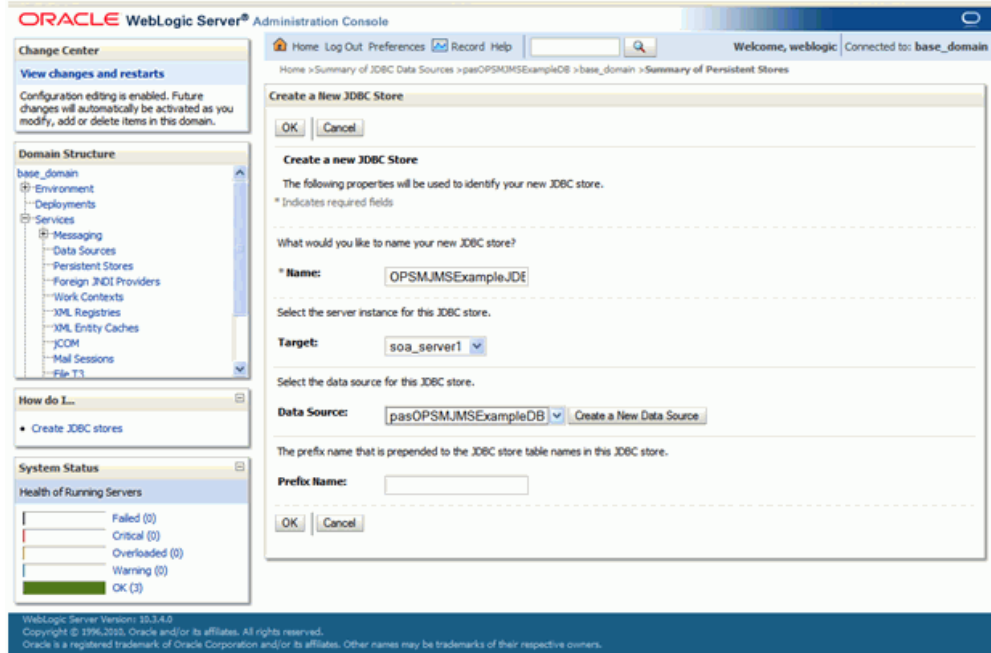 ORACLE WebLogic Server® Administration Console
Change Center
View changes and restarts
Configuration editing is enabled. Future
changes will automatically be activated as you
modify, add or delete items in this domain.
Domain Structure
base_domain
Environment
Deployments
Services
Messaging
Data Sources
Persistent Stores
Foreign JNDI Providers
Work Contexts
XML Registries
XML Entity Caches
jCOM
Mail Sessions
File T3
How do I...
Create JDBC stores
System Status
Health of Running Servers
Failed (0)
Critical (0)
Overloaded (0)
Warning (0)
OK (3)
Home Log Out Preferences Record Help
Welcome, weblogic Connected to: base_domain
Home >Summary of JDBC Data Sources >pasOPSMJMSExampleDB >base_domain >Summary of Persistent Stores
Create a New JDBC Store
OK Cancel
Create a new JDBC Store
The following properties will be used to identify your new JDBC store.
* Indicates required fields
What would you like to name your new JDBC store?
* Name: OPSMJMSExampleJDE
Select the server instance for this JDBC store.
Target: soa_server1
Select the data source for this JDBC store.
Data Source: pasOPSMJMSExampleDB Create a New Data Source
The prefix name that is prepended to the JDBC store table names in this JDBC store.
Prefix Name:
OK Cancel
WebLogic Server Version: 10.3.4.0
Copyright © 1996,2010, Oracle and/or its affiliates. All rights reserved.
Oracle is a registered trademark of Oracle Corporation and/or its affiliates. Other names may be trademarks of their respective owners.